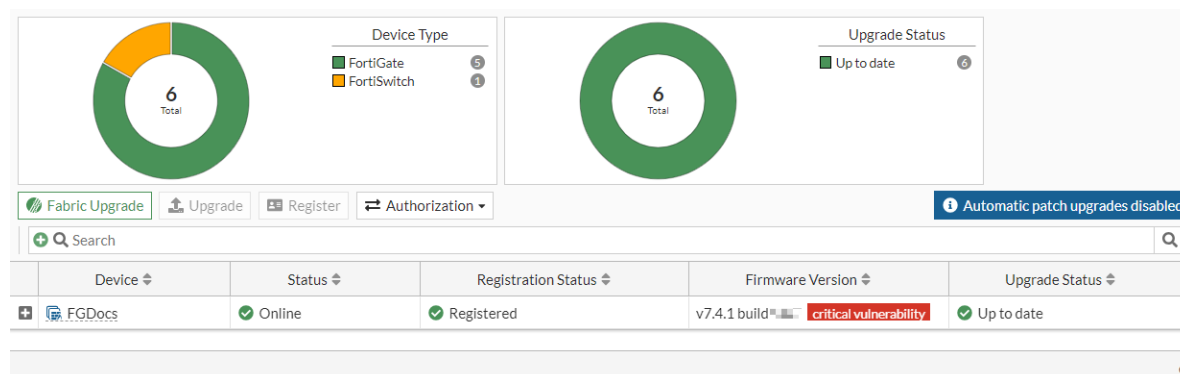 Device Type
FortiGate 5
FortiSwitch 1
6
Total
Upgrade Status
Up to date 6
6
Total
Fabric Upgrade Upgrade Register Authorization
Automatic patch upgrades disabled
Search
Device Status Registration Status Firmware Version Upgrade Status
FGDocs Online Registered v7.4.1 build critical vulnerability Up to date